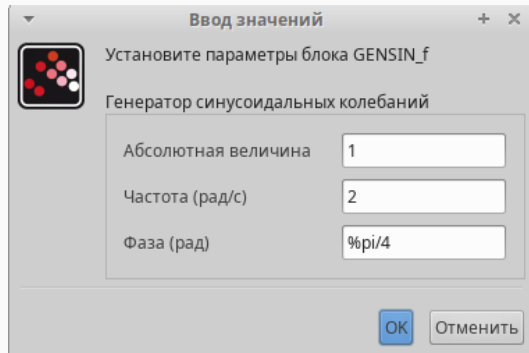 Ввод значений
Установите параметры блока GENSIN_f
Генератор синусоидальных колебаний
Абсолютная величина 1
Частота (рад/с) 2
Фаза (рад) %pi/4
OK Отменить